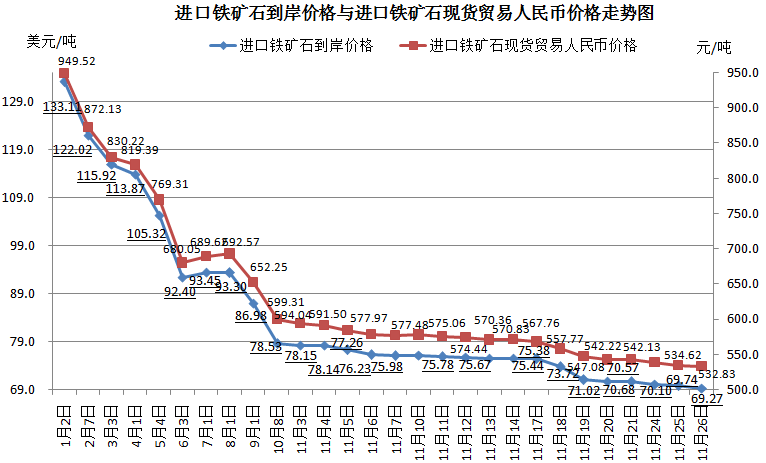 进口铁矿石到岸价格与进口铁矿石现货贸易人民币价格走势图
美元/吨
进口铁矿石到岸价格
进口铁矿石现货贸易人民币价格
元/吨
129.0
119.0
109.0
99.0
89.0
79.0
69.0
950.0
900.0
850.0
800.0
750.0
700.0
650.0
600.0
550.0
500.0
949.52
872.13
830.22
819.39
769.31
680.05
689.62
692.57
652.25
599.31
594.04
591.50
577.97
577.48
575.06
574.44
570.36
570.83
567.76
557.77
547.08
542.22
542.13
534.62
532.83
133.11
122.02
115.92
113.87
105.32
92.40
93.45
93.30
86.98
78.53
78.15
78.14
77.26
76.23
75.98
75.78
75.67
75.44
75.38
73.72
71.02
70.68
70.57
70.10
69.74
69.27
1月2日
2月7日
3月3日
4月1日
5月4日
6月3日
7月1日
8月1日
9月1日
10月8日
11月3日
11月4日
11月5日
11月6日
11月7日
11月10日
11月11日
11月12日
11月13日
11月14日
11月17日
11月18日
11月19日
11月20日
11月21日
11月24日
11月25日
11月26日